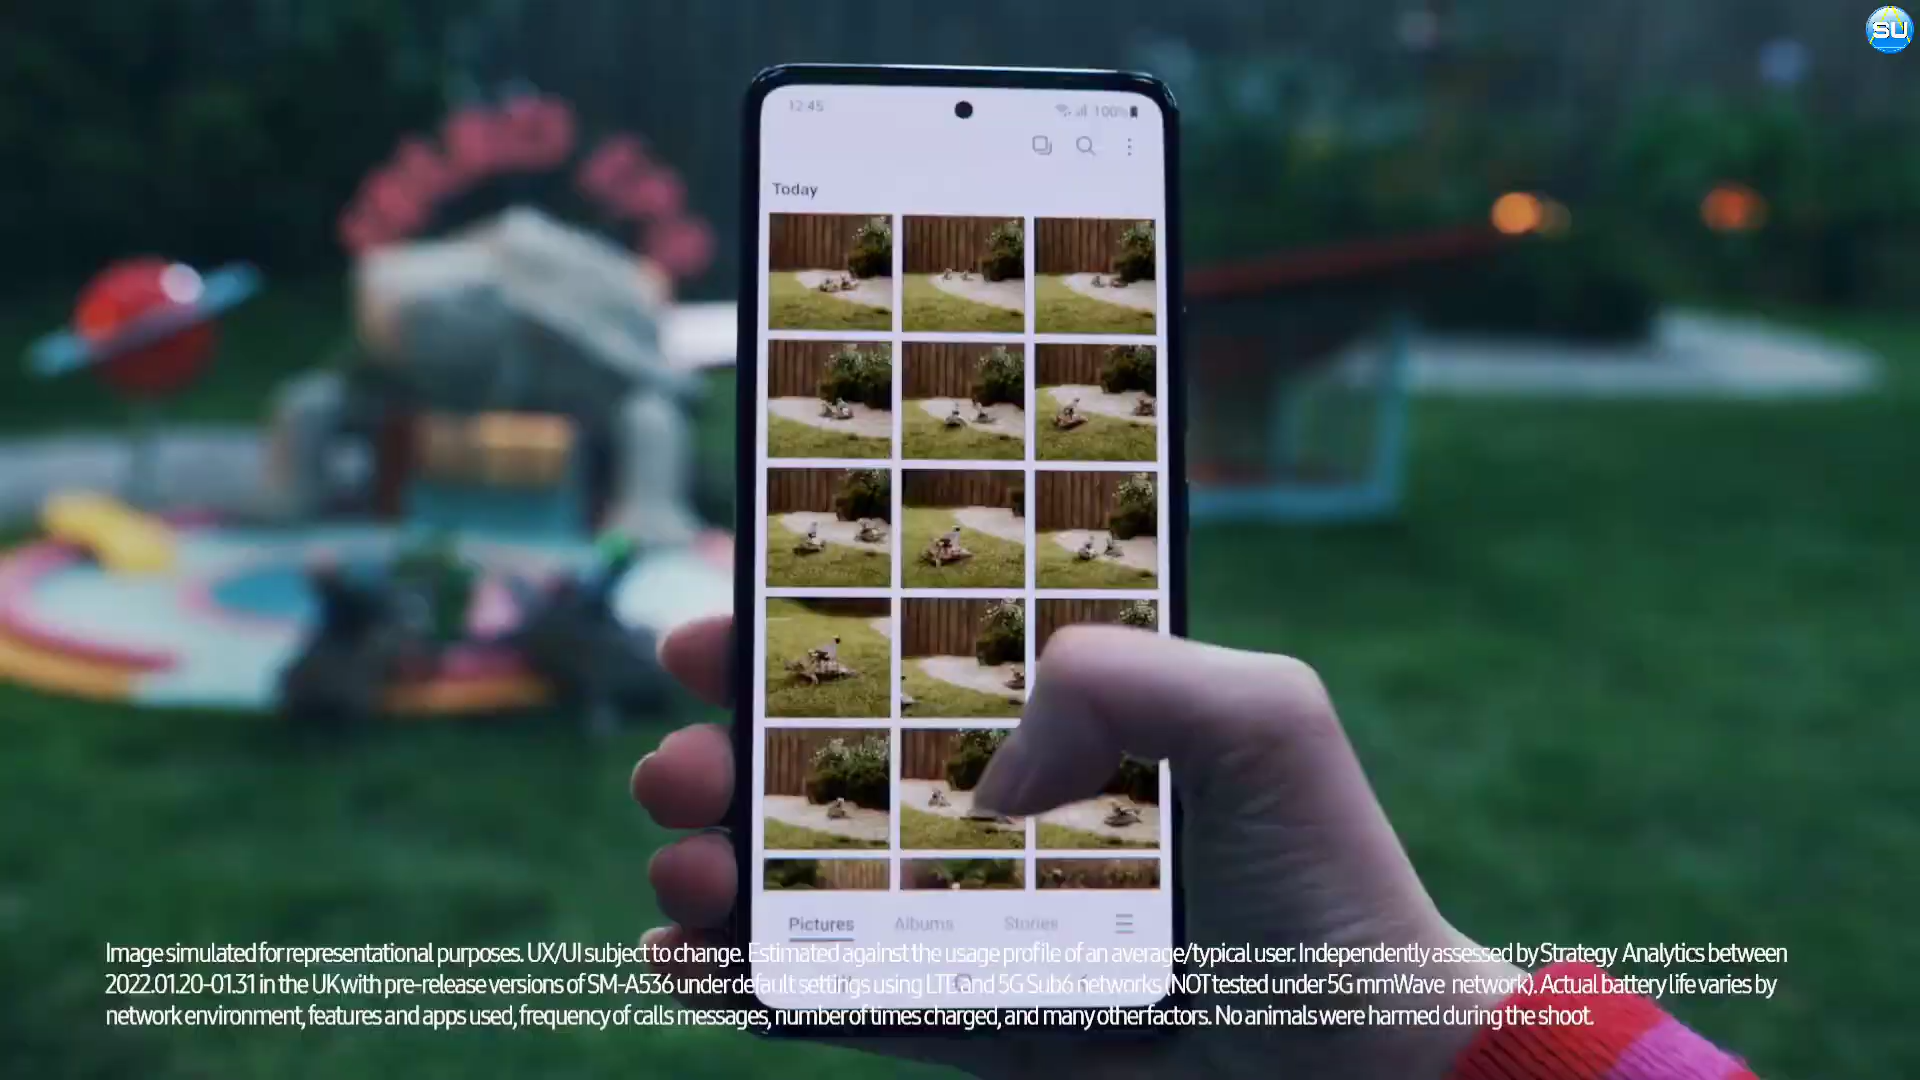 SU
12:45
100%
Today
Pictures Albums Stories
Image simulated for representational purposes. UX/UI subject to change. Estimated against the usage profile of an average/typical user. Independently assessed by Strategy Analytics between
2022.01.20-01.31 in the UK with pre-release versions of SM-A536 under default settings using LTE and 5G Sub6 networks (NOT tested under 5G mmWave network). Actual battery life varies by
network environment, features and apps used, frequency of calls messages, number of times charged, and many other factors. No animals were harmed during the shoot.